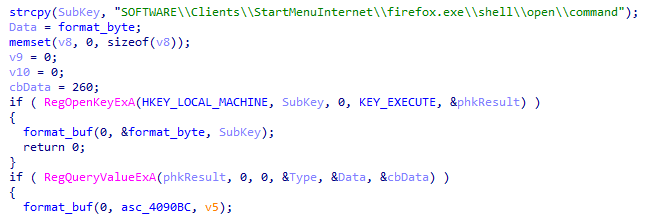 strcpy(SubKey, "SOFTWARE\\Clients\\StartMenuInternet\\firefox.exe\\shell\\open\\command");
Data = format_byte;
memset(v8, 0, sizeof(v8));
v9 = 0;
v10 = 0;
cbData = 260;
if ( RegOpenKeyExA(HKEY_LOCAL_MACHINE, SubKey, 0, KEY_EXECUTE, &phkResult) )
{
format_buf(0, &format_byte, SubKey);
return 0;
}
if ( RegQueryValueExA(phkResult, 0, 0, &Type, &Data, &cbData) )
{
format_buf(0, asc_4090BC, v5);